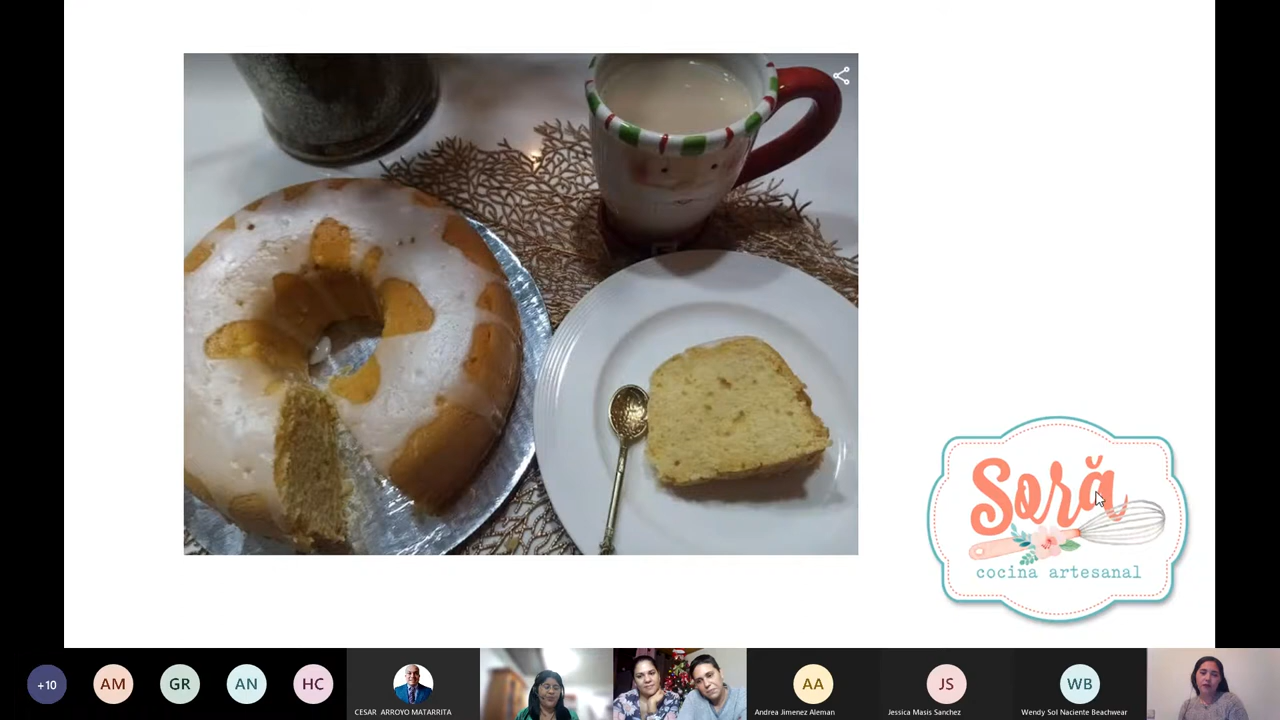 Soră
cocina artesanal
+10
AM
GR
AN
HC
CESAR ARROYO MATARRITA
AA
Andrea Jimenez Aleman
JS
Jessica Masis Sanchez
WB
Wendy Sol Naciente Beachwear